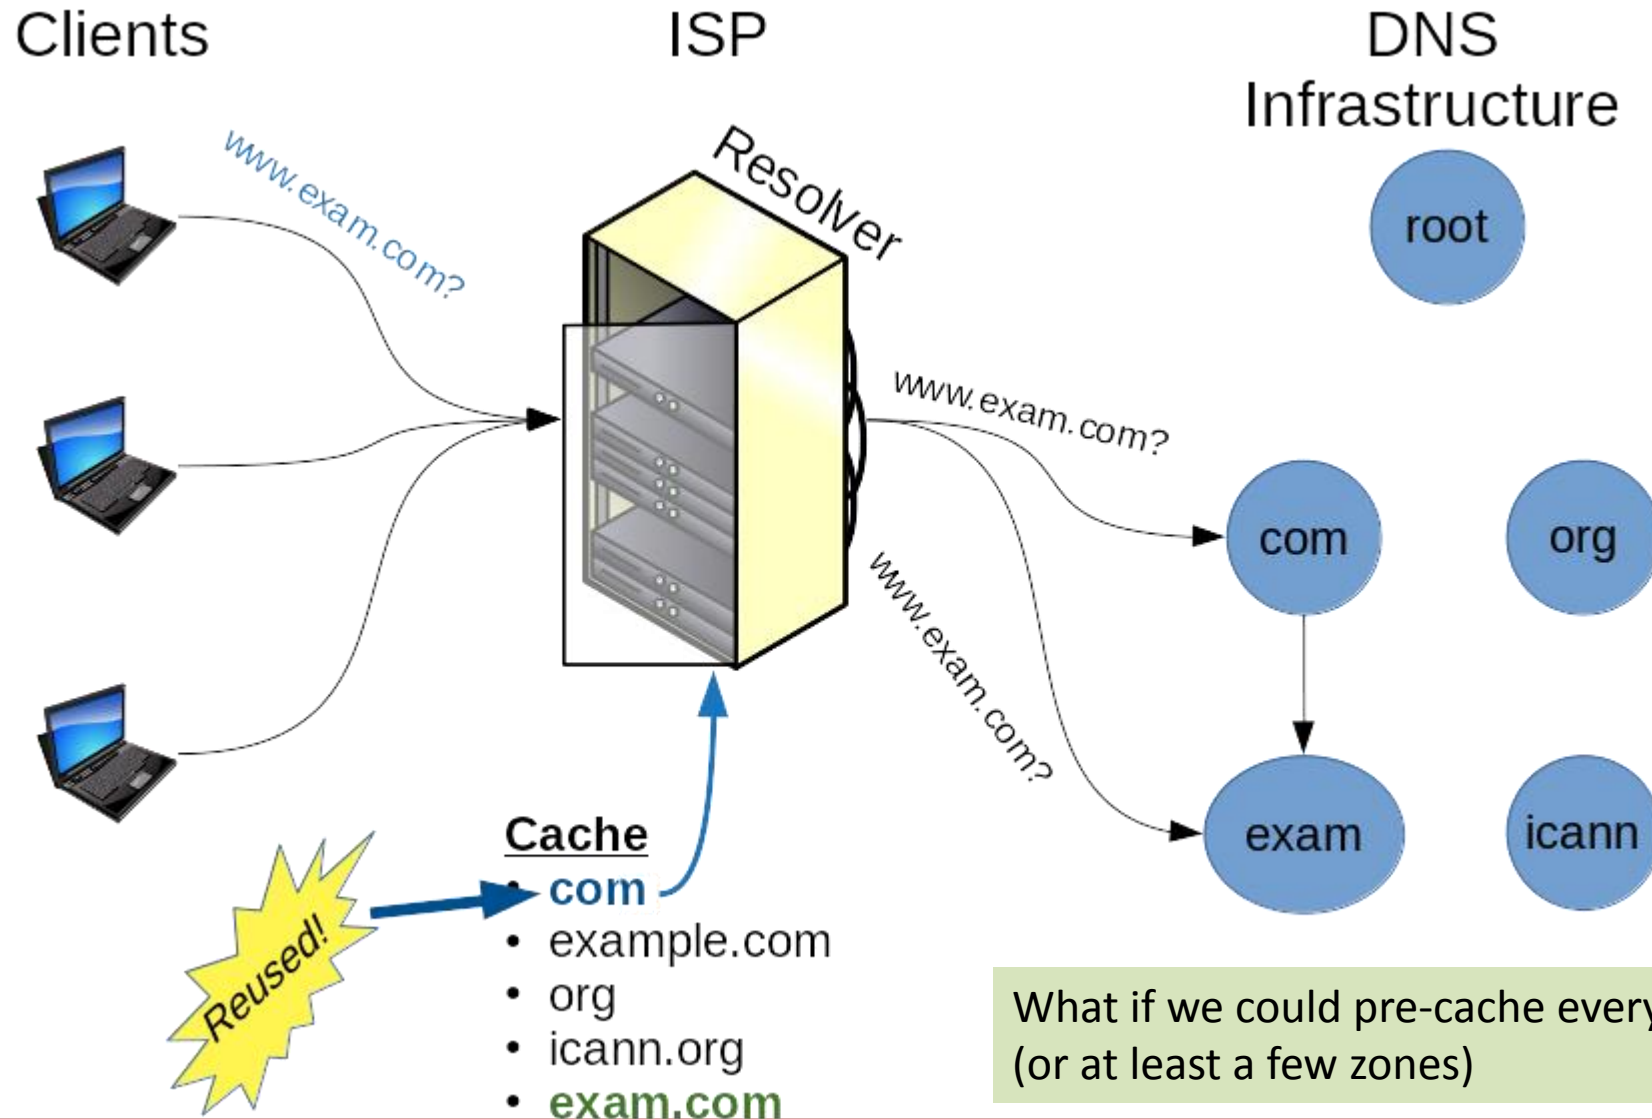 Clients
ISP
DNS
Infrastructure
www.exam.com?
Resolver
root
www.exam.com?
com
org
www.exam.com?
exam
icann
Cache
• com
• example.com
• org
• icann.org
• exam.com
Reused!
What if we could pre-cache every
(or at least a few zones)